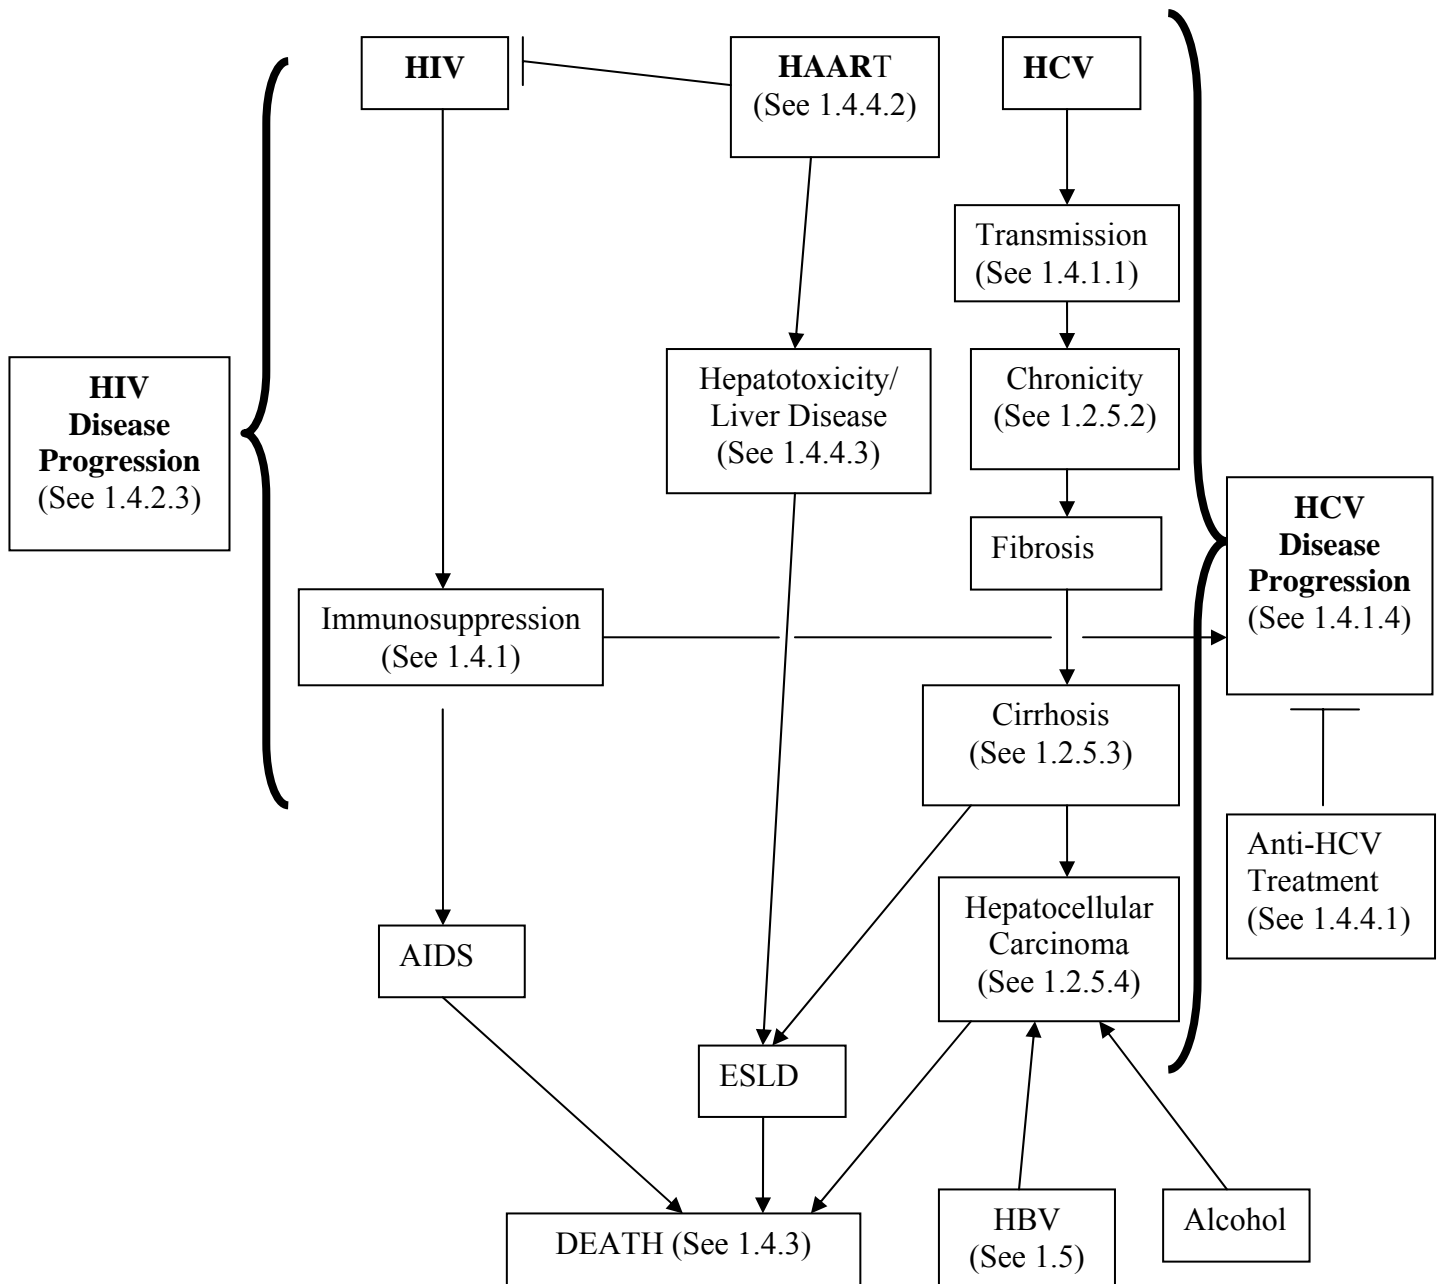 HIV
HAART
(See 1.4.4.2)
HCV
Transmission
(See 1.4.1.1)
HIV
Disease
Progression
(See 1.4.2.3)
Hepatotoxicity/
Liver Disease
(See 1.4.4.3)
Chronicity
(See 1.2.5.2)
Fibrosis
HCV
Disease
Progression
(See 1.4.1.4)
Immunosuppression
(See 1.4.1)
Cirrhosis
(See 1.2.5.3)
Anti-HCV
Treatment
(See 1.4.4.1)
Hepatocellular
Carcinoma
(See 1.2.5.4)
AIDS
ESLD
HBV
(See 1.5)
Alcohol
DEATH (See 1.4.3)